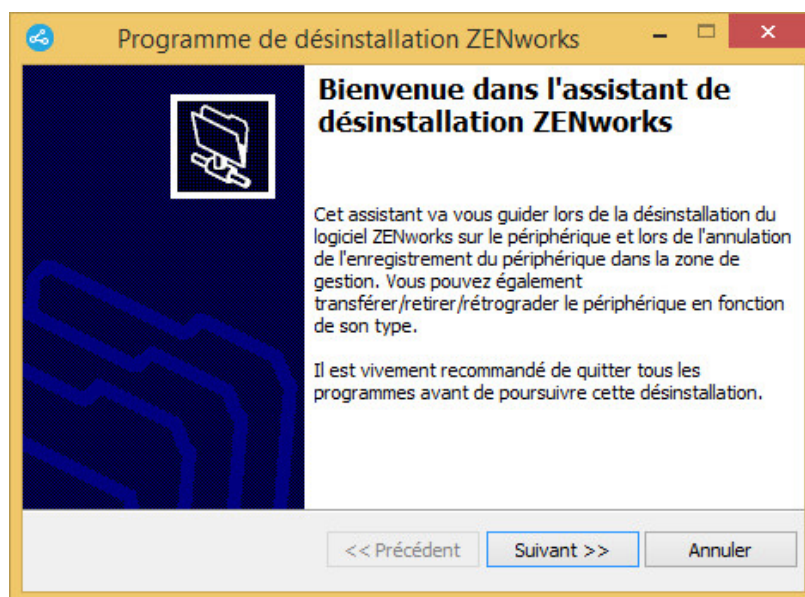 Programme de désinstallation ZENworks
Bienvenue dans l'assistant de
désinstallation ZENworks
Cet assistant va vous guider lors de la désinstallation du
logiciel ZENworks sur le périphérique et lors de l'annulation
de l'enregistrement du périphérique dans la zone de
gestion. Vous pouvez également
transférer/retirer/rétrograder le périphérique en fonction
de son type.
Il est vivement recommandé de quitter tous les
programmes avant de poursuivre cette désinstallation.
<< Précédent
Suivant >>
Annuler